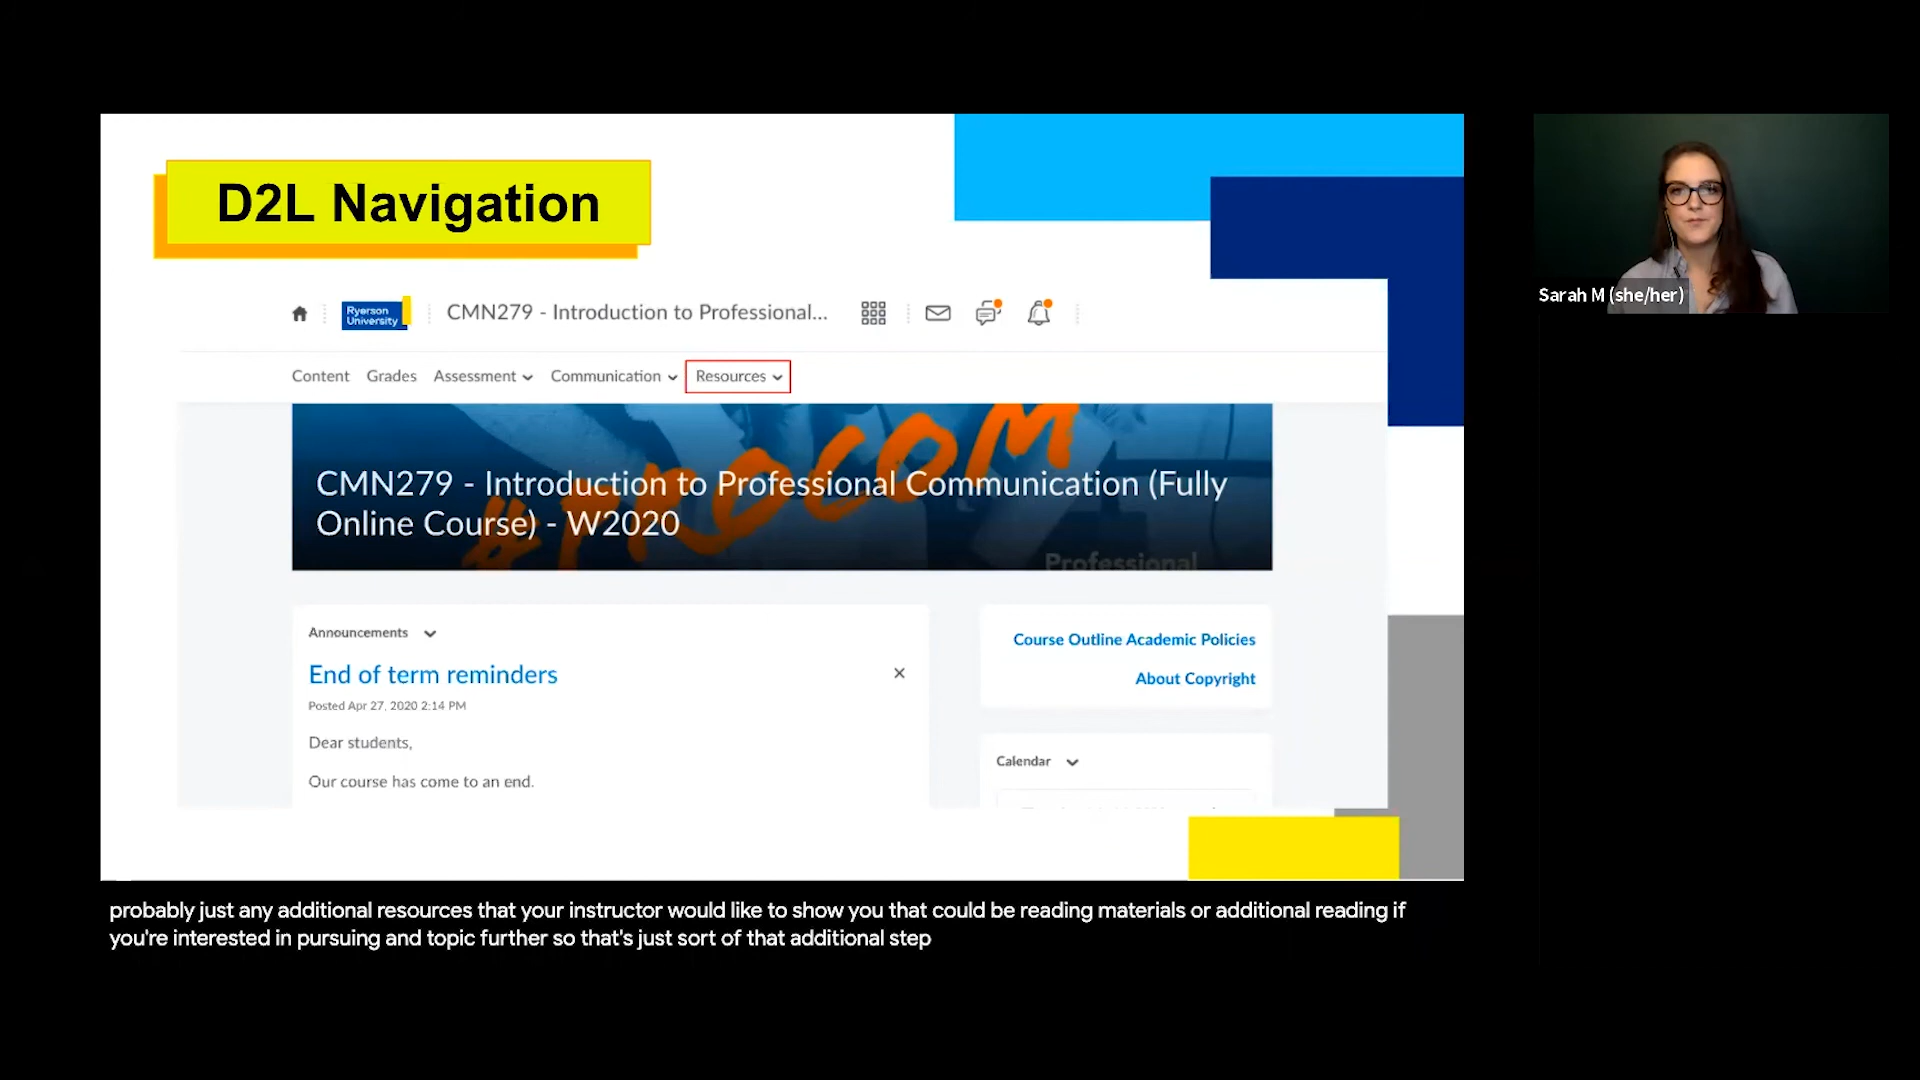 D2L Navigation
Ryerson
University
CMN279 - Introduction to Professional...
Content Grades Assessment Communication Resources
#PROCOM
CMN279 - Introduction to Professional Communication (Fully
Online Course) - W2020
Professional
Announcements
End of term reminders
Posted Apr 27, 2020 2:14 PM
Dear students,
Our course has come to an end.
Course Outline Academic Policies
About Copyright
Calendar
Sarah M (she/her)
probably just any additional resources that your instructor would like to show you that could be reading materials or additional reading if
you're interested in pursuing and topic further so that's just sort of that additional step